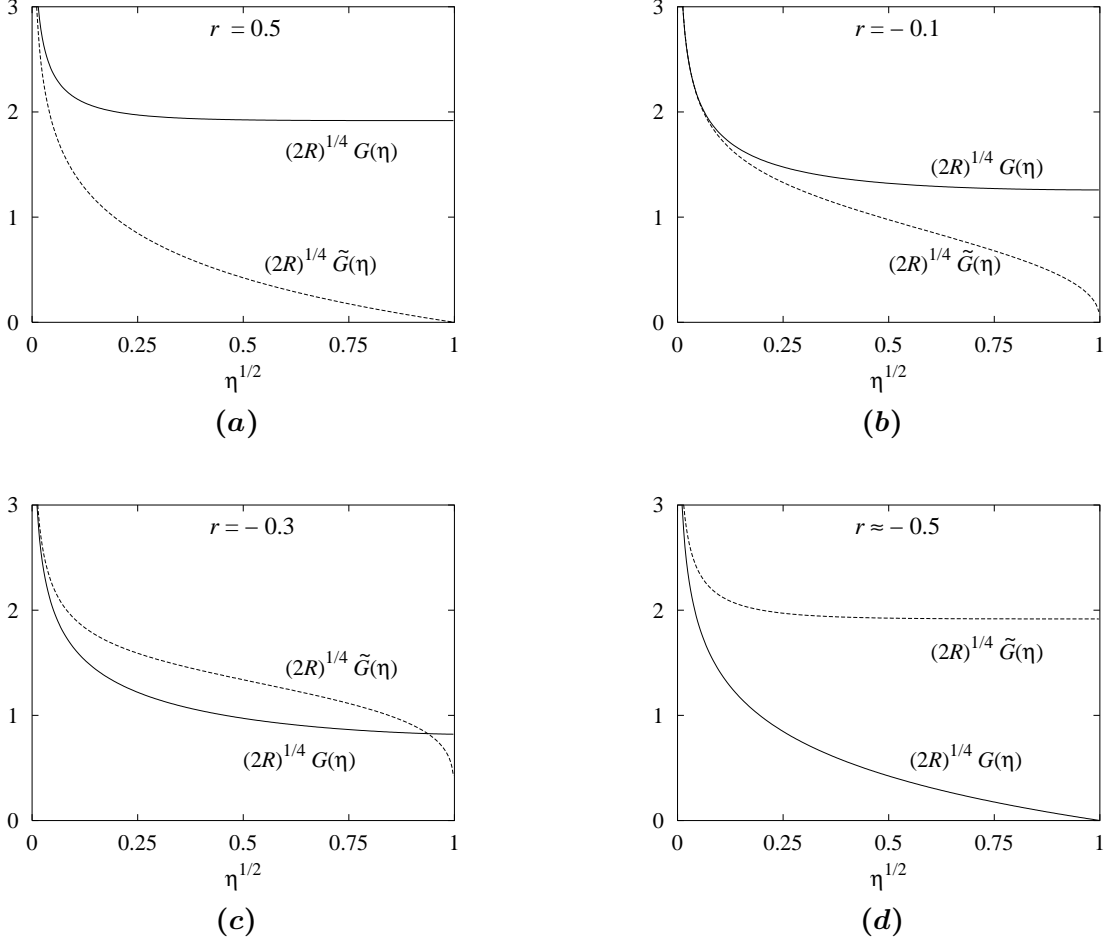 3
2
1
0
r = 0.5
(2R)^{1/4} G(η)
(2R)^{1/4} G̃(η)
0 0.25 0.5 0.75 1
η^{1/2}
(a)
3
2
1
0
r = − 0.1
(2R)^{1/4} G(η)
(2R)^{1/4} G̃(η)
0 0.25 0.5 0.75 1
η^{1/2}
(b)
3
2
1
0
r = − 0.3
(2R)^{1/4} G̃(η)
(2R)^{1/4} G(η)
0 0.25 0.5 0.75 1
η^{1/2}
(c)
3
2
1
0
r ≈ − 0.5
(2R)^{1/4} G̃(η)
(2R)^{1/4} G(η)
0 0.25 0.5 0.75 1
η^{1/2}
(d)